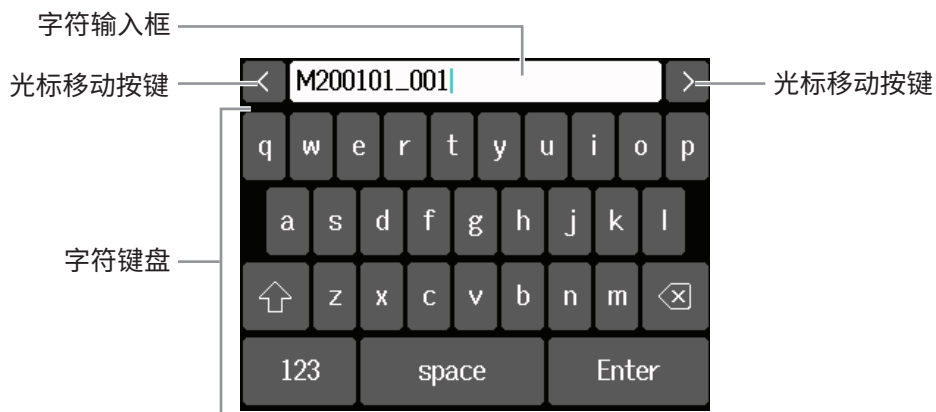 字符输入框
光标移动按键
M200101_001
光标移动按键
q w e r t y u i o p
a s d f g h j k l
字符键盘
z x c v b n m
123 space Enter